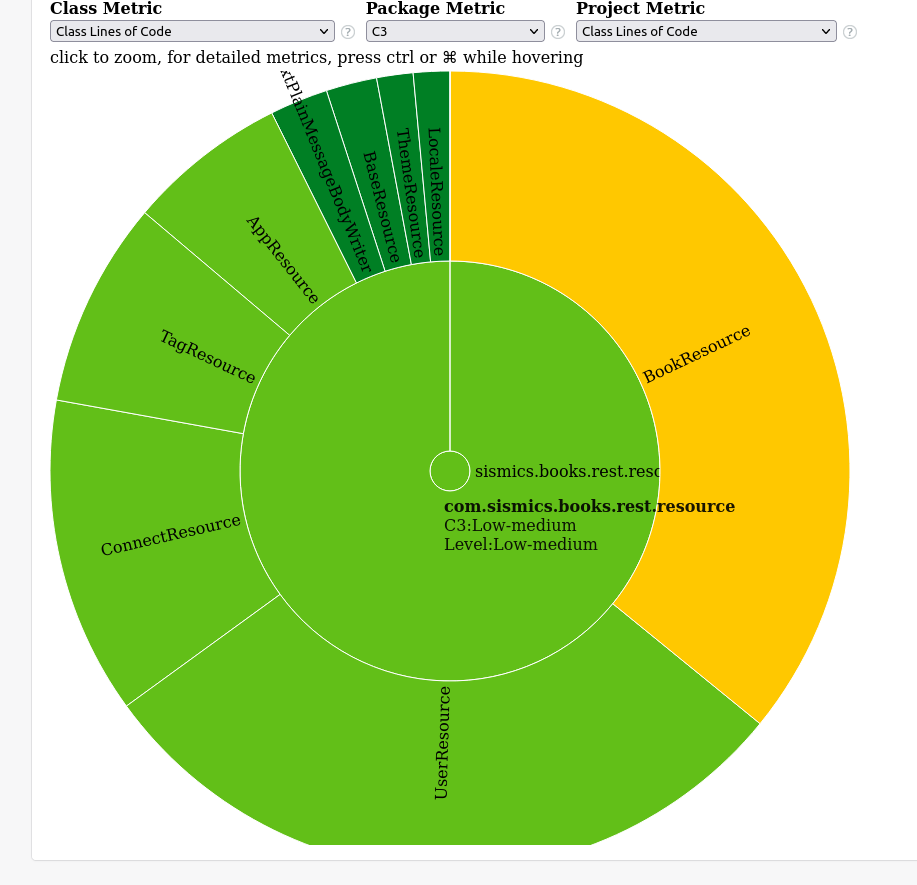 Class Metric
Package Metric
Project Metric
Class Lines of Code
?
C3
?
Class Lines of Code
?
click to zoom, for detailed metrics, press ctrl or ⌘ while hovering
xtPlainMessageBodyWriter
BaseResource
ThemeResource
LocaleResource
AppResource
BookResource
TagResource
sismics.books.rest.reso
com.sismics.books.rest.resource
C3:Low-medium
Level:Low-medium
ConnectResource
UserResource